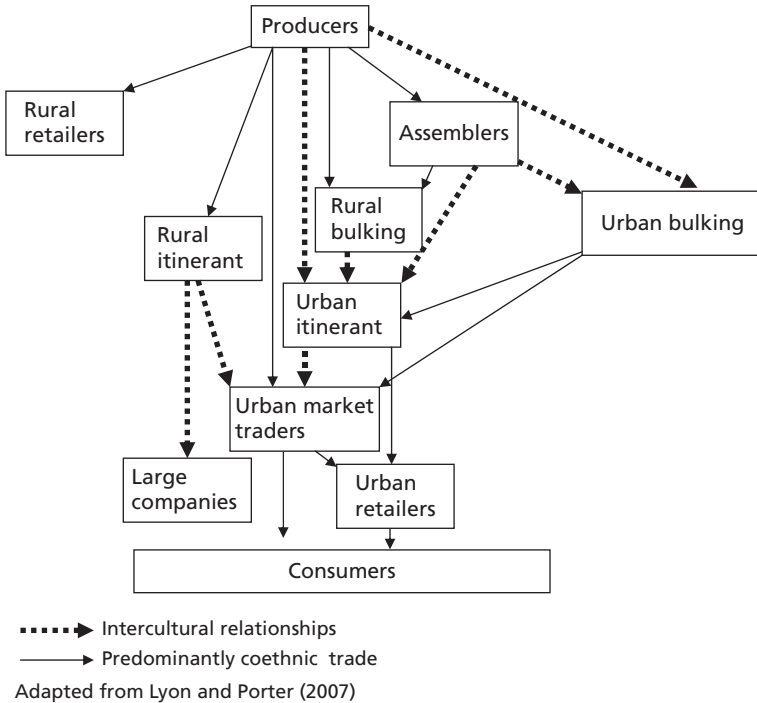 Producers
Rural
retailers
Assemblers
Rural
bulking
Urban bulking
Rural
itinerant
Urban
itinerant
Urban market
traders
Large
companies
Urban
retailers
Consumers
Intercultural relationships
Predominantly coethnic trade
Adapted from Lyon and Porter (2007)